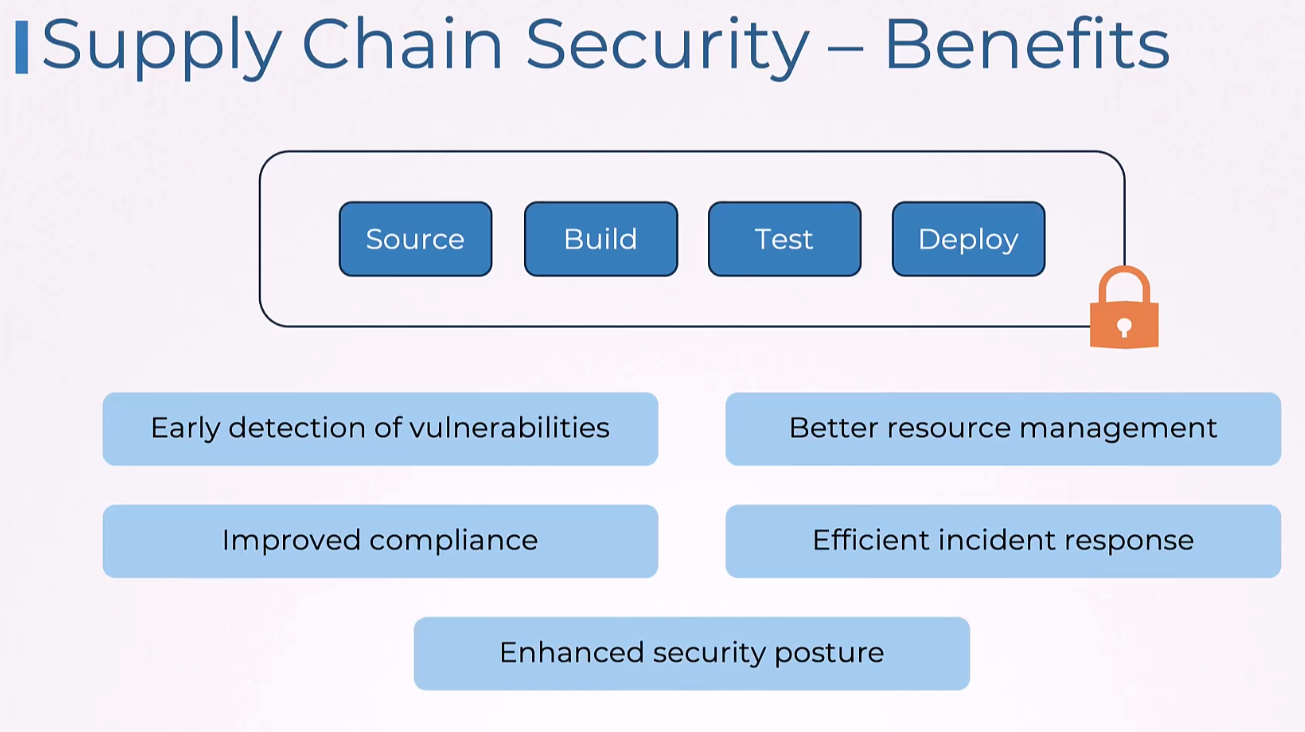 Supply Chain Security – Benefits
Source
Build
Test
Deploy
Early detection of vulnerabilities
Better resource management
Improved compliance
Efficient incident response
Enhanced security posture